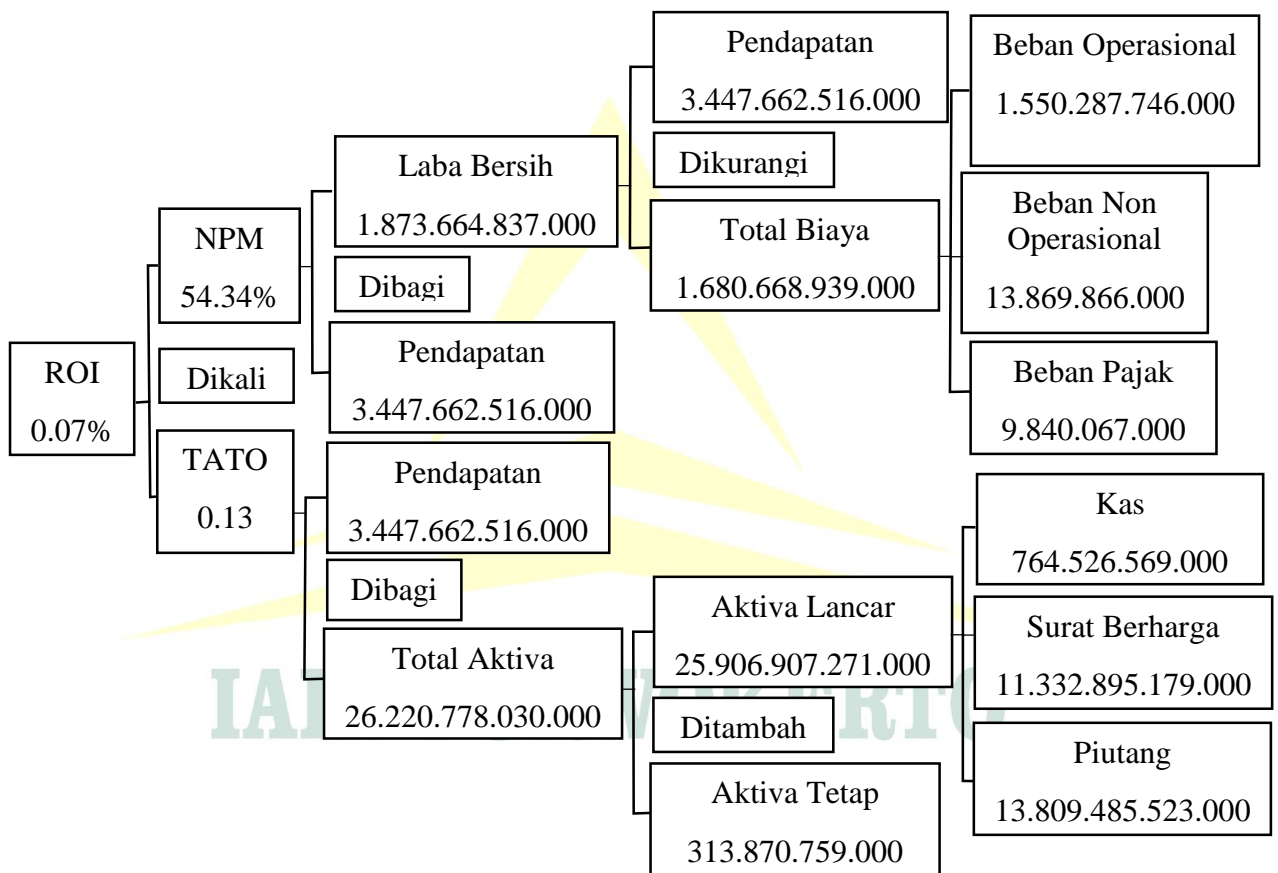 ROI
0.07%
NPM
54.34%
Dikali
TATO
0.13
Laba Bersih
1.873.664.837.000
Dibagi
Pendapatan
3.447.662.516.000
Pendapatan
3.447.662.516.000
Dibagi
Total Aktiva
26.220.778.030.000
Pendapatan
3.447.662.516.000
Dikurangi
Total Biaya
1.680.668.939.000
Aktiva Lancar
25.906.907.271.000
Ditambah
Aktiva Tetap
313.870.759.000
Beban Operasional
1.550.287.746.000
Beban Non
Operasional
13.869.866.000
Beban Pajak
9.840.067.000
Kas
764.526.569.000
Surat Berharga
11.332.895.179.000
Piutang
13.809.485.523.000